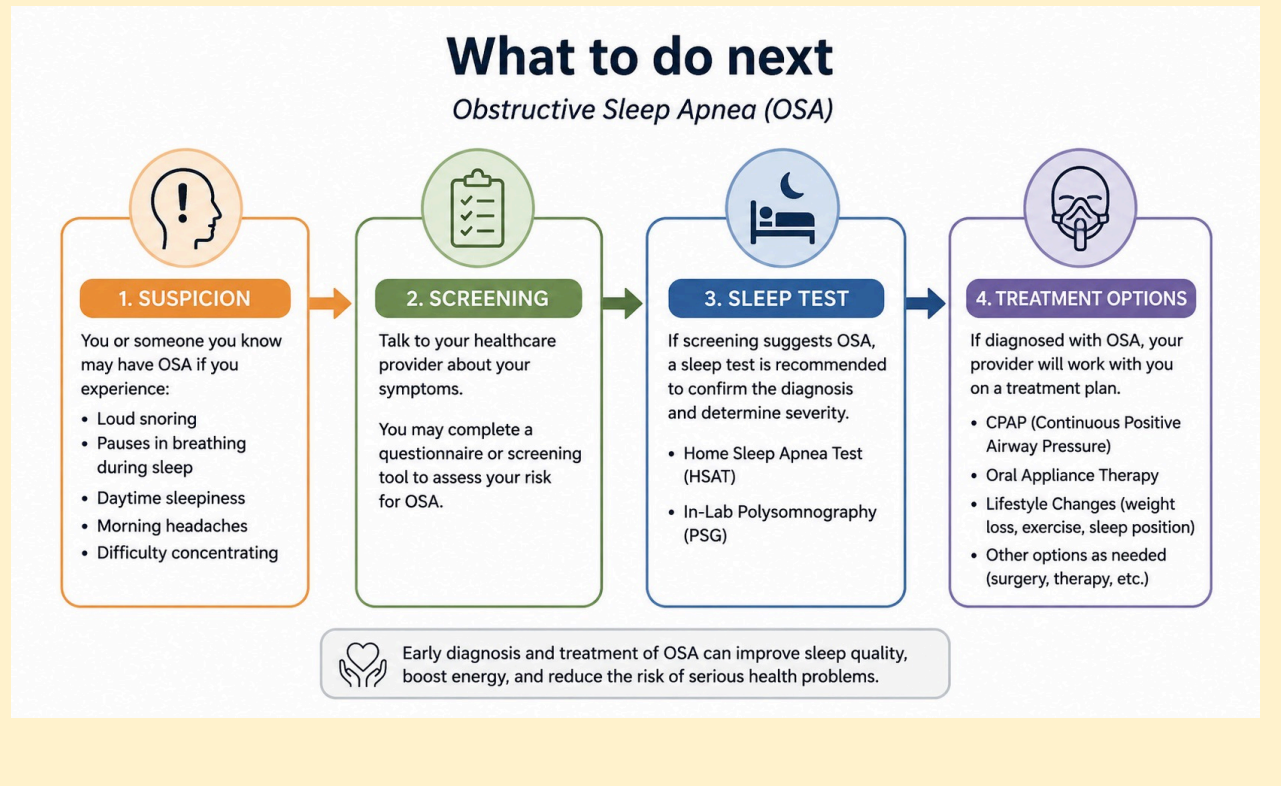 What to do next
Obstructive Sleep Apnea (OSA)
1. SUSPICION
You or someone you know
may have OSA if you
experience:
• Loud snoring
• Pauses in breathing
during sleep
• Daytime sleepiness
• Morning headaches
• Difficulty concentrating
2. SCREENING
Talk to your healthcare
provider about your
symptoms.
You may complete a
questionnaire or screening
tool to assess your risk
for OSA.
3. SLEEP TEST
If screening suggests OSA,
a sleep test is recommended
to confirm the diagnosis
and determine severity.
• Home Sleep Apnea Test
(HSAT)
• In-Lab Polysomnography
(PSG)
4. TREATMENT OPTIONS
If diagnosed with OSA, your
provider will work with you
on a treatment plan.
• CPAP (Continuous Positive
Airway Pressure)
• Oral Appliance Therapy
• Lifestyle Changes (weight
loss, exercise, sleep position)
• Other options as needed
(surgery, therapy, etc.)
Early diagnosis and treatment of OSA can improve sleep quality,
boost energy, and reduce the risk of serious health problems.